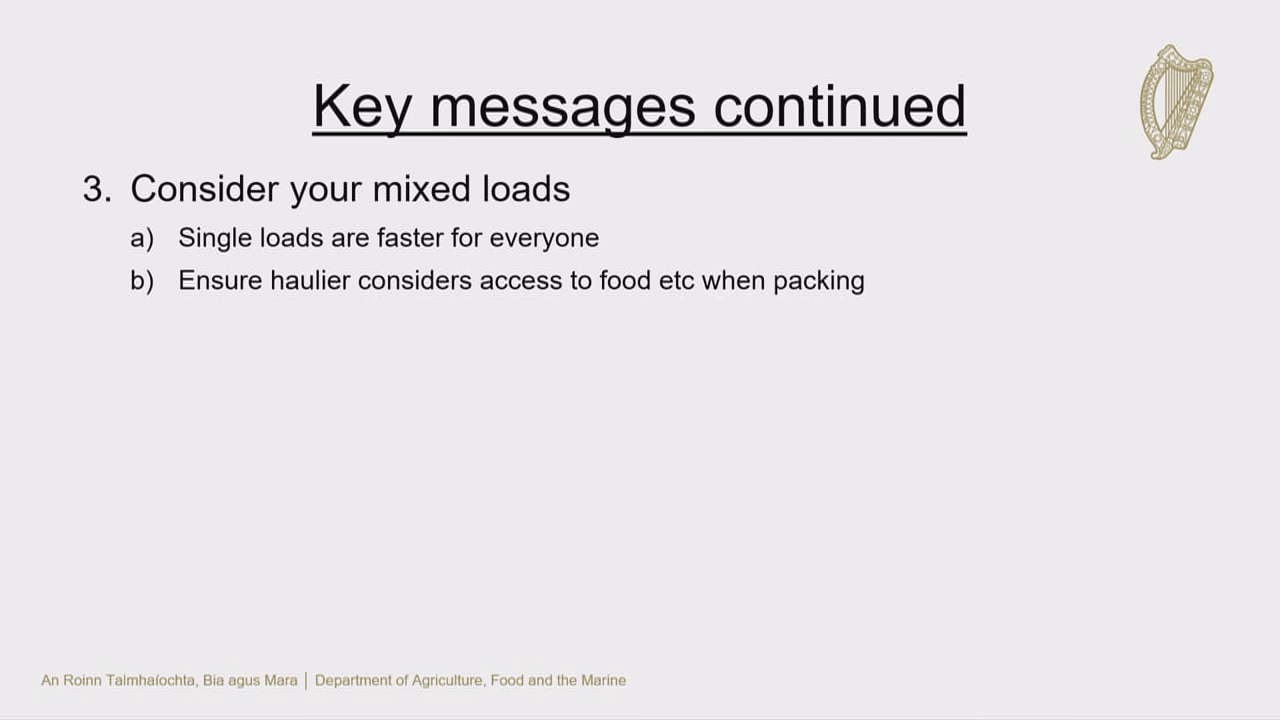 Key messages continued
3. Consider your mixed loads
a) Single loads are faster for everyone
b) Ensure haulier considers access to food etc when packing
An Roinn Talmhaíochta, Bia agus Mara | Department of Agriculture, Food and the Marine